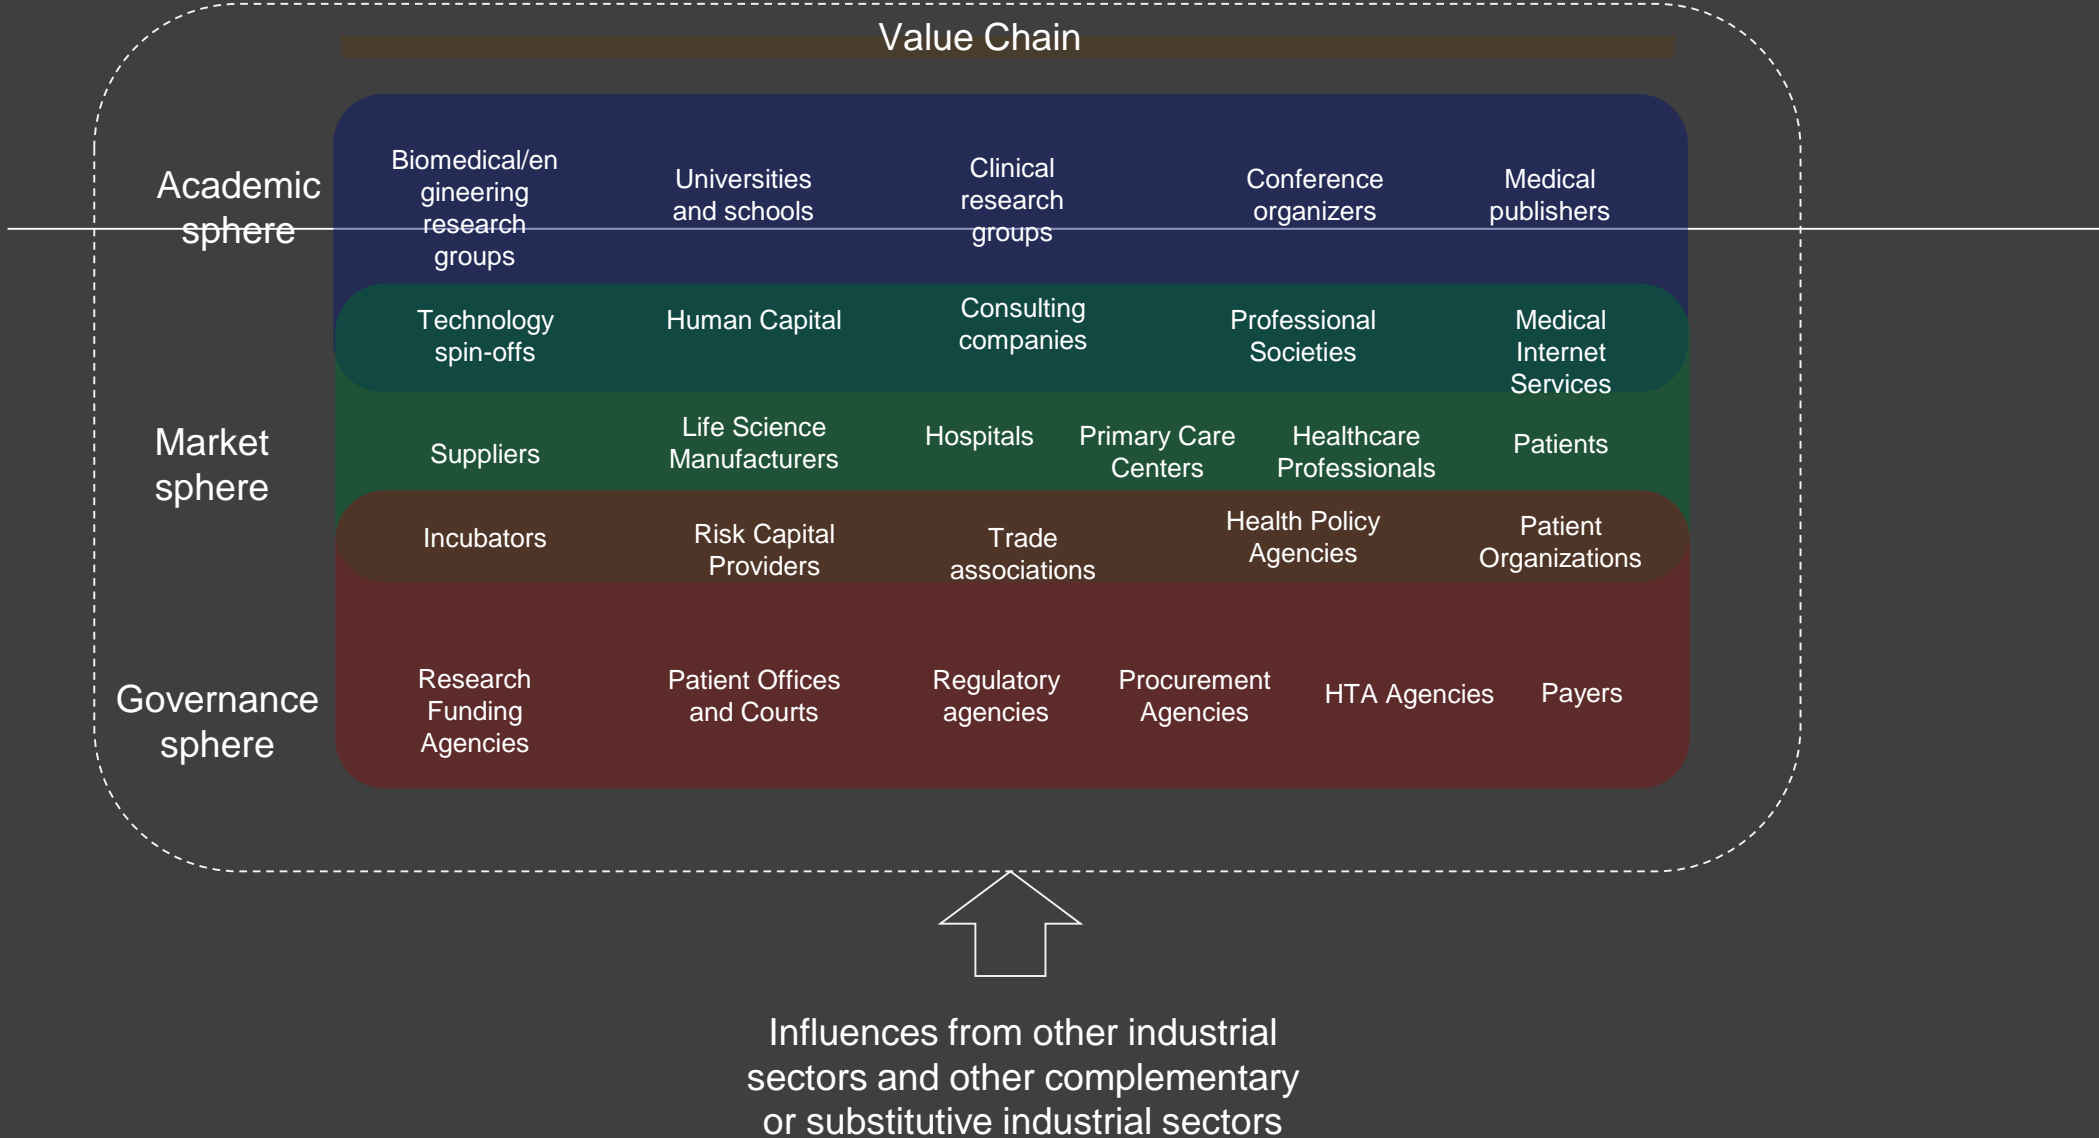 Value Chain
Academic
sphere
Biomedical/en
gineering
research
groups
Universities
and schools
Clinical
research
groups
Conference
organizers
Medical
publishers
Technology
spin-offs
Human Capital
Consulting
companies
Professional
Societies
Medical
Internet
Services
Market
sphere
Suppliers
Life Science
Manufacturers
Hospitals
Primary Care
Centers
Healthcare
Professionals
Patients
Incubators
Risk Capital
Providers
Trade
associations
Health Policy
Agencies
Patient
Organizations
Governance
sphere
Research
Funding
Agencies
Patient Offices
and Courts
Regulatory
agencies
Procurement
Agencies
HTA Agencies
Payers
Influences from other industrial
sectors and other complementary
or substitutive industrial sectors